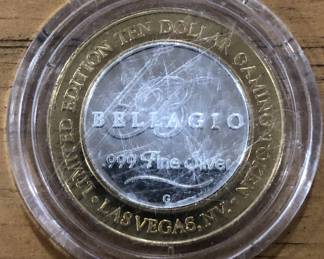 LIMITED EDITION TEN DOLLAR GAMING TOKEN
B
BELLAGIO
.999 Fine Silver
G
• LAS VEGAS, NV. •